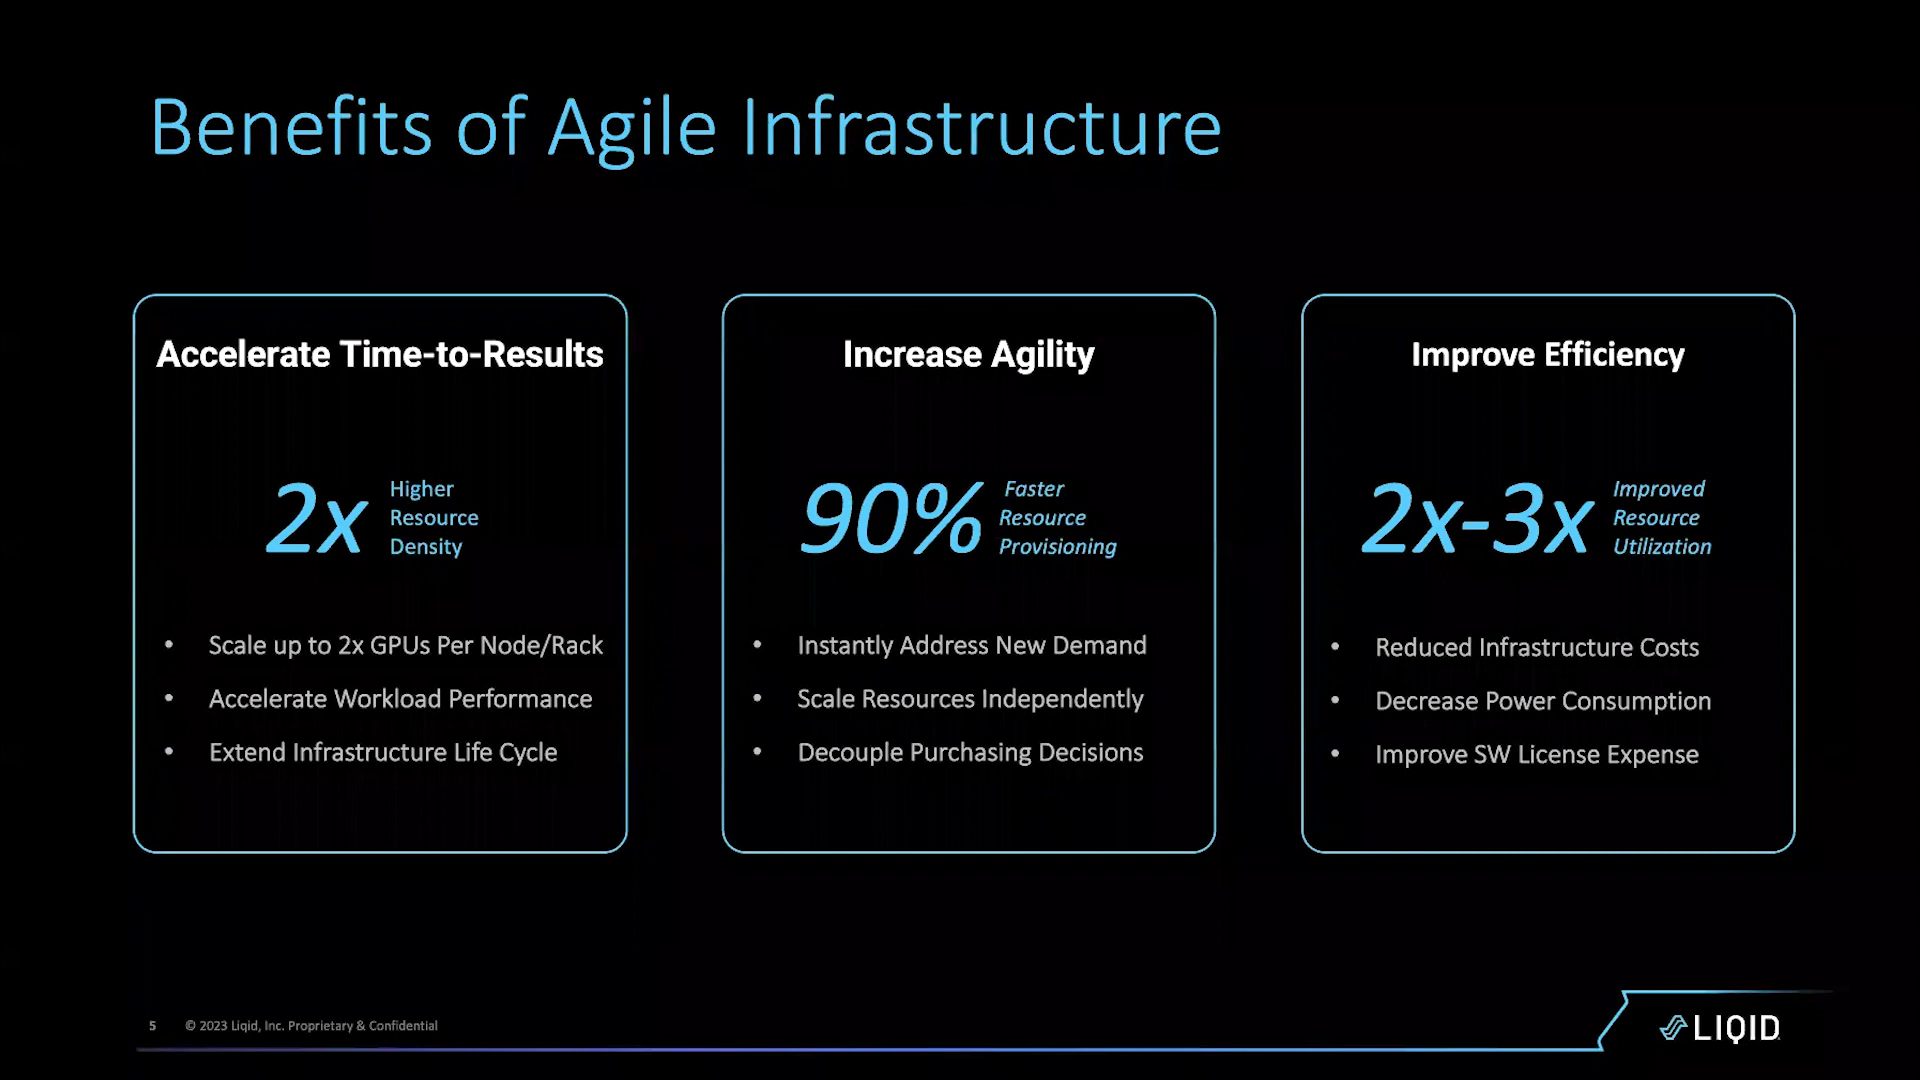 Benefits of Agile Infrastructure
Accelerate Time-to-Results
2x
Higher
Resource
Density
• Scale up to 2x GPUs Per Node/Rack
• Accelerate Workload Performance
• Extend Infrastructure Life Cycle
Increase Agility
90%
Faster
Resource
Provisioning
• Instantly Address New Demand
• Scale Resources Independently
• Decouple Purchasing Decisions
Improve Efficiency
2x-3x
Improved
Resource
Utilization
• Reduced Infrastructure Costs
• Decrease Power Consumption
• Improve SW License Expense
5 © 2023 Liqid, Inc. Proprietary & Confidential
LIQID